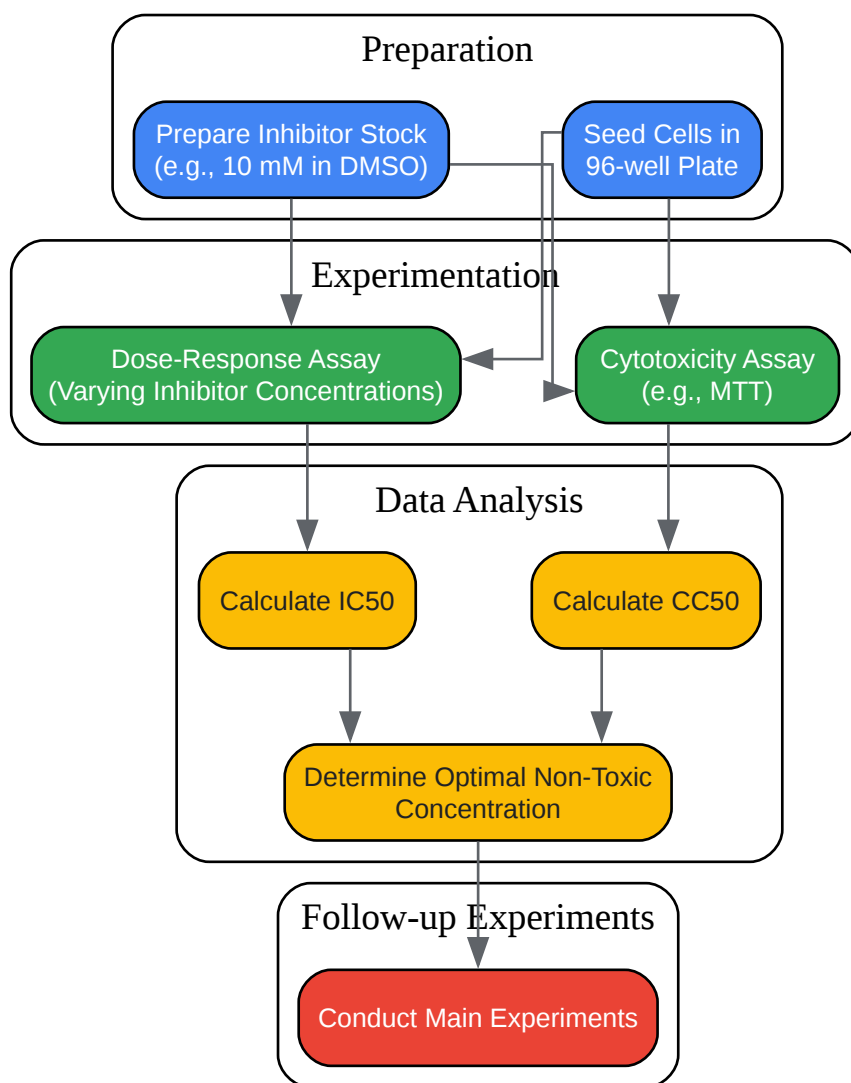 Preparation
Prepare Inhibitor Stock
(e.g., 10 mM in DMSO)
Seed Cells in
96-well Plate
Experimentation
Dose-Response Assay
(Varying Inhibitor Concentrations)
Cytotoxicity Assay
(e.g., MTT)
Data Analysis
Calculate IC50
Calculate CC50
Determine Optimal Non-Toxic
Concentration
Follow-up Experiments
Conduct Main Experiments